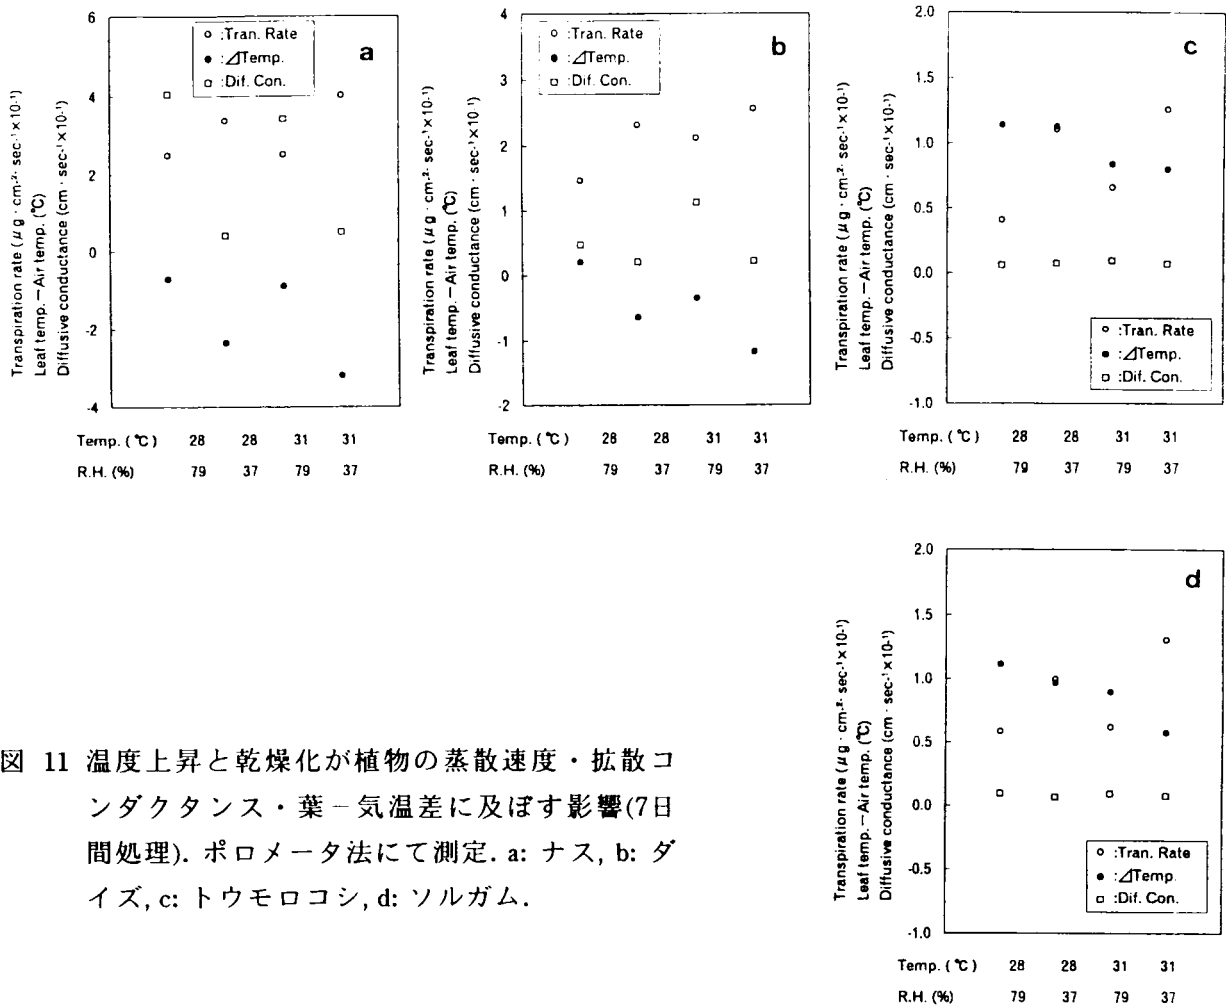 6
4
2
0
-2
-4
Transpiration rate (μg・cm-²・sec-¹×10-¹)
Leaf temp.－Air temp. (℃)
Diffusive conductance (cm・sec-¹×10-¹)
○ :Tran. Rate
● :⊿Temp.
□ :Dif. Con.
a
Temp. (℃) 28 28 31 31
R.H. (%) 79 37 79 37
4
3
2
1
0
-1
-2
Transpiration rate (μg・cm-²・sec-¹×10-¹)
Leaf temp.－Air temp. (℃)
Diffusive conductance (cm・sec-¹×10-¹)
○ :Tran. Rate
● :⊿Temp.
□ :Dif. Con.
b
Temp. (℃) 28 28 31 31
R.H. (%) 79 37 79 37
2.0
1.5
1.0
0.5
0.0
-0.5
-1.0
Transpiration rate (μg・cm-²・sec-¹×10-¹)
Leaf temp.－Air temp. (℃)
Diffusive conductance (cm・sec-¹×10-¹)
c
○ :Tran. Rate
● :⊿Temp.
□ :Dif. Con.
Temp. (℃) 28 28 31 31
R.H. (%) 79 37 79 37
2.0
1.5
1.0
0.5
0.0
-0.5
-1.0
Transpiration rate (μg・cm-²・sec-¹×10-¹)
Leaf temp.－Air temp. (℃)
Diffusive conductance (cm・sec-¹×10-¹)
d
○ :Tran. Rate
● :⊿Temp.
□ :Dif. Con.
Temp. (℃) 28 28 31 31
R.H. (%) 79 37 79 37
図 11 温度上昇と乾燥化が植物の蒸散速度・拡散コ
ンダクタンス・葉－気温差に及ぼす影響(7日
間処理). ポロメータ法にて測定. a: ナス, b: ダ
イズ, c: トウモロコシ, d: ソルガム.